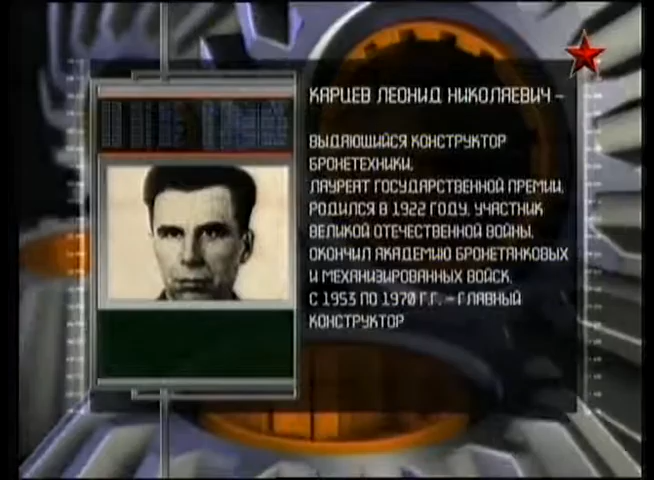 КАРЦЕВ ЛЕОНИД НИКОЛАЕВИЧ –
ВЫДАЮЩИЙСЯ КОНСТРУКТОР
БРОНЕТЕХНИКИ,
ЛАУРЕАТ ГОСУДАРСТВЕННОЙ ПРЕМИИ.
РОДИЛСЯ В 1922 ГОДУ. УЧАСТНИК
ВЕЛИКОЙ ОТЕЧЕСТВЕННОЙ ВОЙНЫ.
ОКОНЧИЛ АКАДЕМИЮ БРОНЕТАНКОВЫХ
И МЕХАНИЗИРОВАННЫХ ВОЙСК.
С 1953 ПО 1970 Г.Г. – ГЛАВНЫЙ
КОНСТРУКТОР